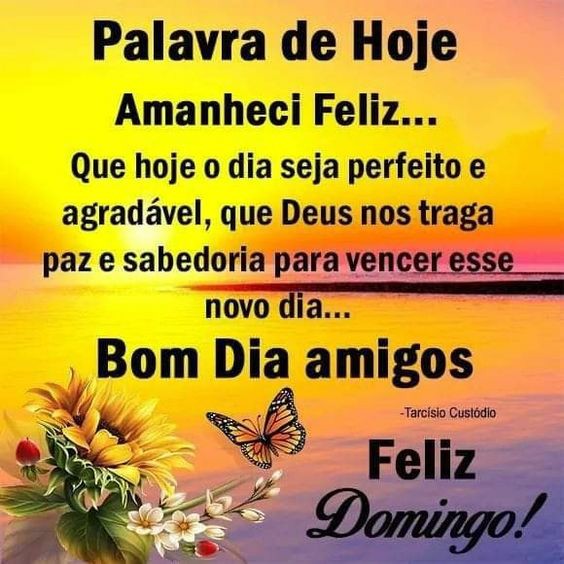 Palavra de Hoje
Amanheci Feliz...
Que hoje o dia seja perfeito e
agradável, que Deus nos traga
paz e sabedoria para vencer esse
novo dia...
Bom Dia amigos
-Tarcísio Custódio
Feliz
Domingo!